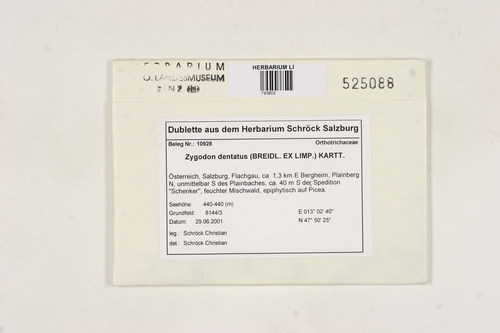 HERBARIUM
O. LANDESMUSEUM
HERBARIUM LI
793803
525088
Dublette aus dem Herbarium Schröck Salzburg
Beleg Nr.: 10928 Orthotrichaceae
Zygodon dentatus (BREIDL. EX LIMP.) KARTT.
Österreich, Salzburg, Flachgau, ca. 1,3 km E Bergheim, Plainberg
N, unmittelbar S des Plainbaches, ca. 40 m S der Spedition
"Schenker", feuchter Mischwald, epiphytisch auf Picea.
Seehöhe: 440-440 (m) E 013° 02' 40"
Grundfeld: 8144/3 N 47° 50' 25"
Datum: 29.06.2001
leg.: Schröck Christian
det.: Schröck Christian